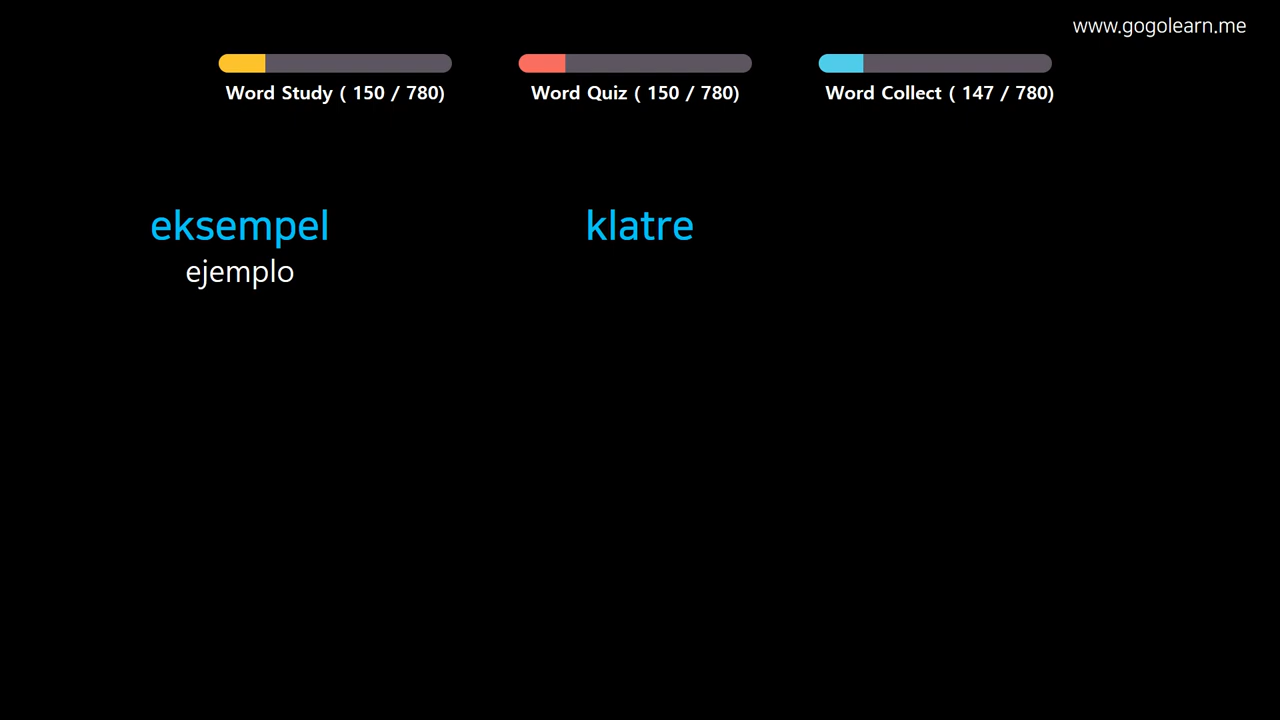 www.gogolearn.me
Word Study ( 150 / 780)
Word Quiz ( 150 / 780)
Word Collect ( 147 / 780)
eksempel
ejemplo
klatre